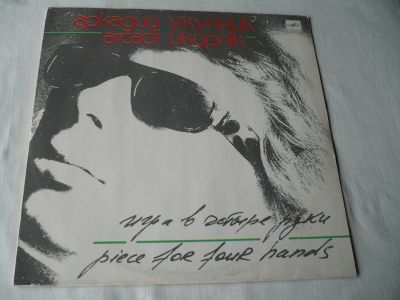 аркадий укупник
arcadi ukupnik
игра в четыре руки
piece for four hands